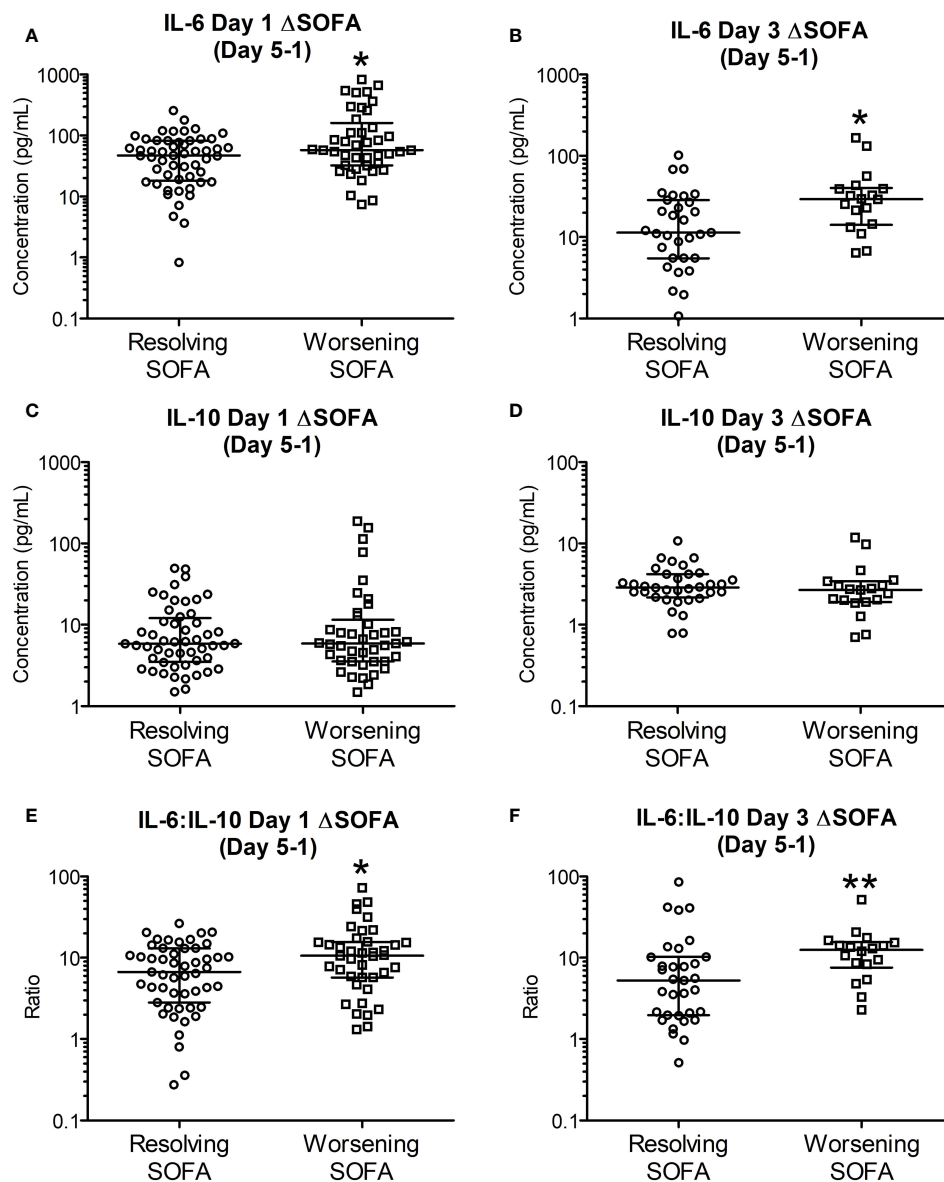 A
IL-6 Day 1 ΔSOFA
(Day 5-1)
*
Concentration (pg/mL)
1000
100
10
1
0.1
Resolving
SOFA
Worsening
SOFA
B
IL-6 Day 3 ΔSOFA
(Day 5-1)
*
Concentration (pg/mL)
1000
100
10
1
Resolving
SOFA
Worsening
SOFA
C
IL-10 Day 1 ΔSOFA
(Day 5-1)
Concentration (pg/mL)
1000
100
10
1
Resolving
SOFA
Worsening
SOFA
D
IL-10 Day 3 ΔSOFA
(Day 5-1)
Concentration (pg/mL)
100
10
1
0.1
Resolving
SOFA
Worsening
SOFA
E
IL-6:IL-10 Day 1 ΔSOFA
(Day 5-1)
*
Ratio
100
10
1
0.1
Resolving
SOFA
Worsening
SOFA
F
IL-6:IL-10 Day 3 ΔSOFA
(Day 5-1)
**
Ratio
100
10
1
0.1
Resolving
SOFA
Worsening
SOFA